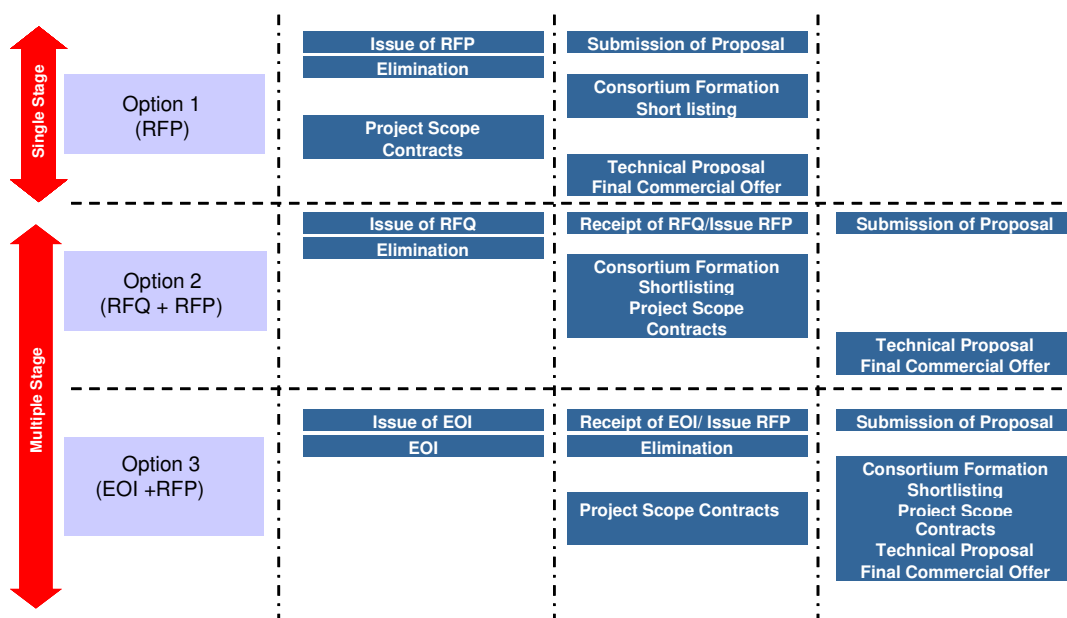 Single Stage
Option 1
(RFP)
Issue of RFP
Elimination
Project Scope
Contracts
Submission of Proposal
Consortium Formation
Short listing
Technical Proposal
Final Commercial Offer
Multiple Stage
Option 2
(RFQ + RFP)
Issue of RFQ
Elimination
Receipt of RFQ/Issue RFP
Consortium Formation
Shortlisting
Project Scope
Contracts
Submission of Proposal
Technical Proposal
Final Commercial Offer
Option 3
(EOI +RFP)
Issue of EOI
EOI
Receipt of EOI/ Issue RFP
Elimination
Project Scope Contracts
Submission of Proposal
Consortium Formation
Shortlisting
Project Scope
Contracts
Technical Proposal
Final Commercial Offer